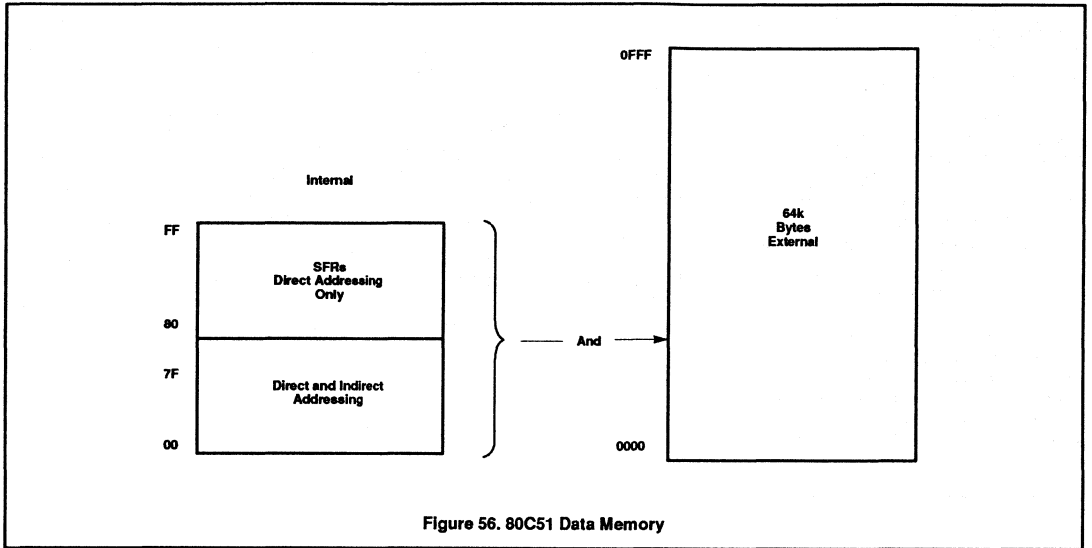 Internal
FF
SFRs
Direct Addressing
Only
80
7F
Direct and Indirect
Addressing
00
And
0FFF
64k
Bytes
External
0000
Figure 56. 80C51 Data Memory